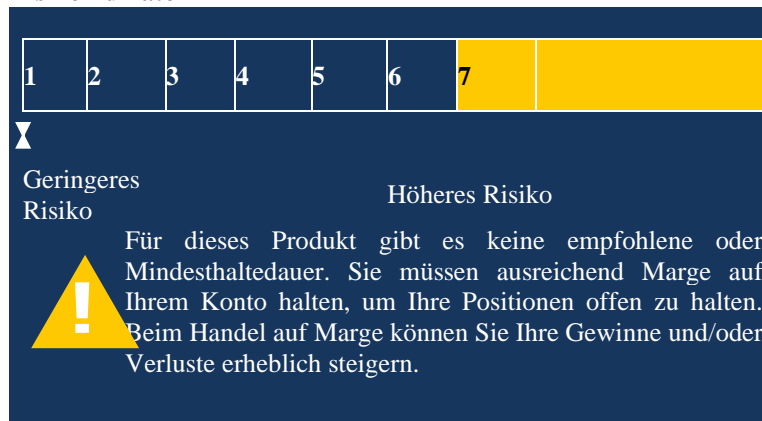 1 2 3 4 5 6 7
Geringeres
Risiko
Höheres Risiko
Für dieses Produkt gibt es keine empfohlene oder
Mindesthaltedauer. Sie müssen ausreichend Marge auf
Ihrem Konto halten, um Ihre Positionen offen zu halten.
Beim Handel auf Marge können Sie Ihre Gewinne und/oder
Verluste erheblich steigern.